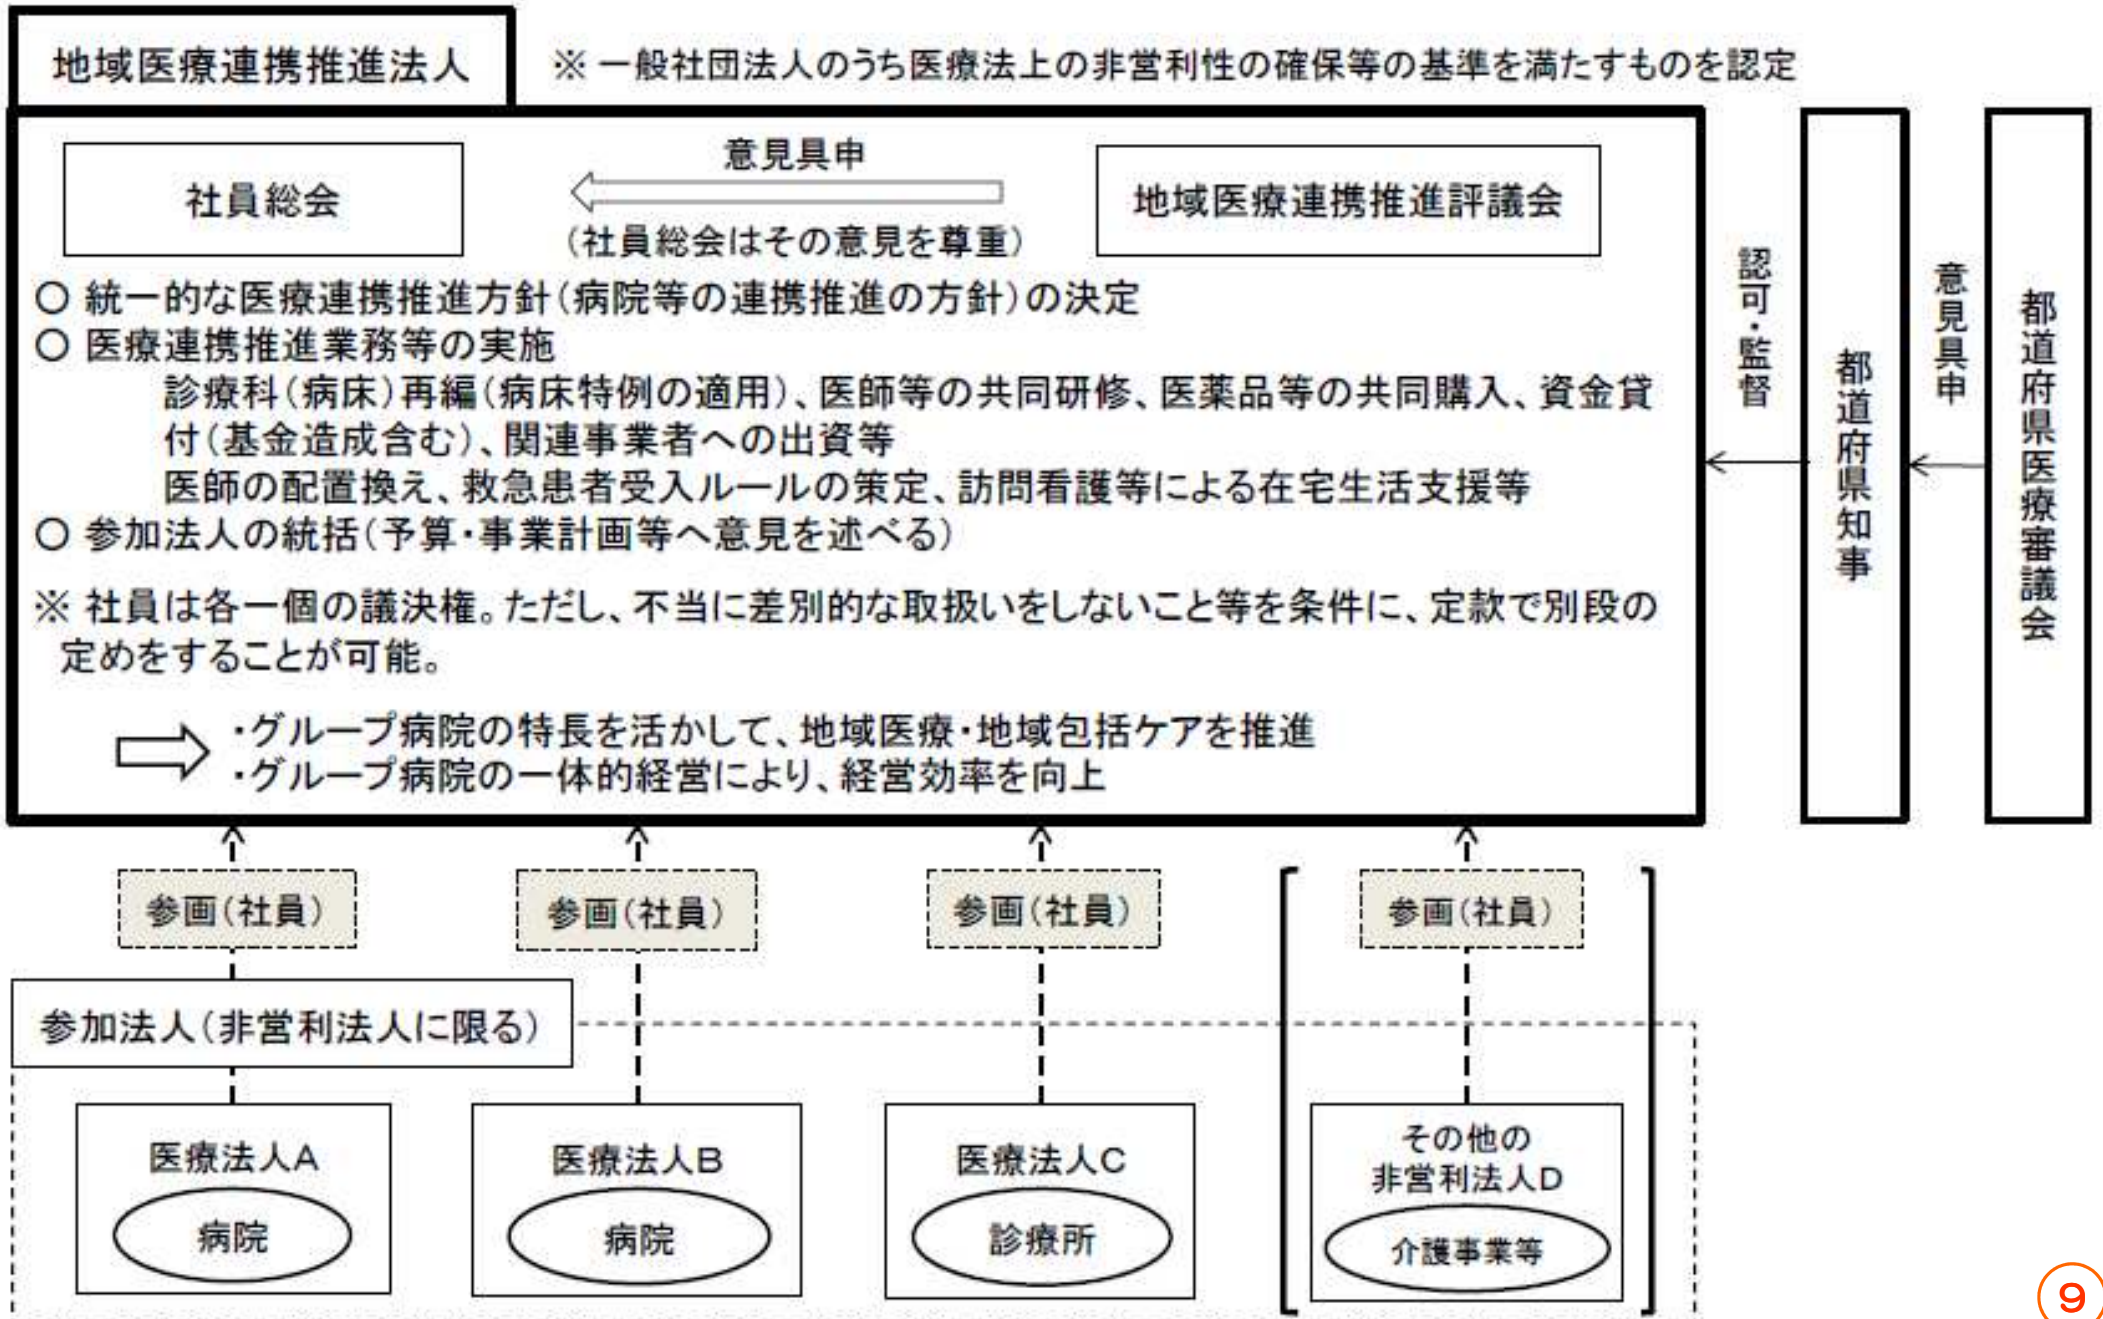 地域医療連携推進法人
※ 一般社団法人のうち医療法上の非営利性の確保等の基準を満たすものを認定
社員総会
意見具申
(社員総会はその意見を尊重)
地域医療連携推進評議会
○ 統一的な医療連携推進方針(病院等の連携推進の方針)の決定
○ 医療連携推進業務等の実施
診療科(病床)再編(病床特例の適用)、医師等の共同研修、医薬品等の共同購入、資金貸
付(基金造成含む)、関連事業者への出資等
医師の配置換え、救急患者受入ルールの策定、訪問看護等による在宅生活支援等
○ 参加法人の統括(予算・事業計画等へ意見を述べる)
※ 社員は各一個の議決権。ただし、不当に差別的な取扱いをしないこと等を条件に、定款で別段の
定めをすることが可能。
・グループ病院の特長を活かして、地域医療・地域包括ケアを推進
・グループ病院の一体的経営により、経営効率を向上
認可・監督
都道府県知事
意見具申
都道府県医療審議会
参画(社員)
参画(社員)
参画(社員)
参画(社員)
参加法人(非営利法人に限る)
医療法人A
病院
医療法人B
病院
医療法人C
診療所
その他の
非営利法人D
介護事業等
9